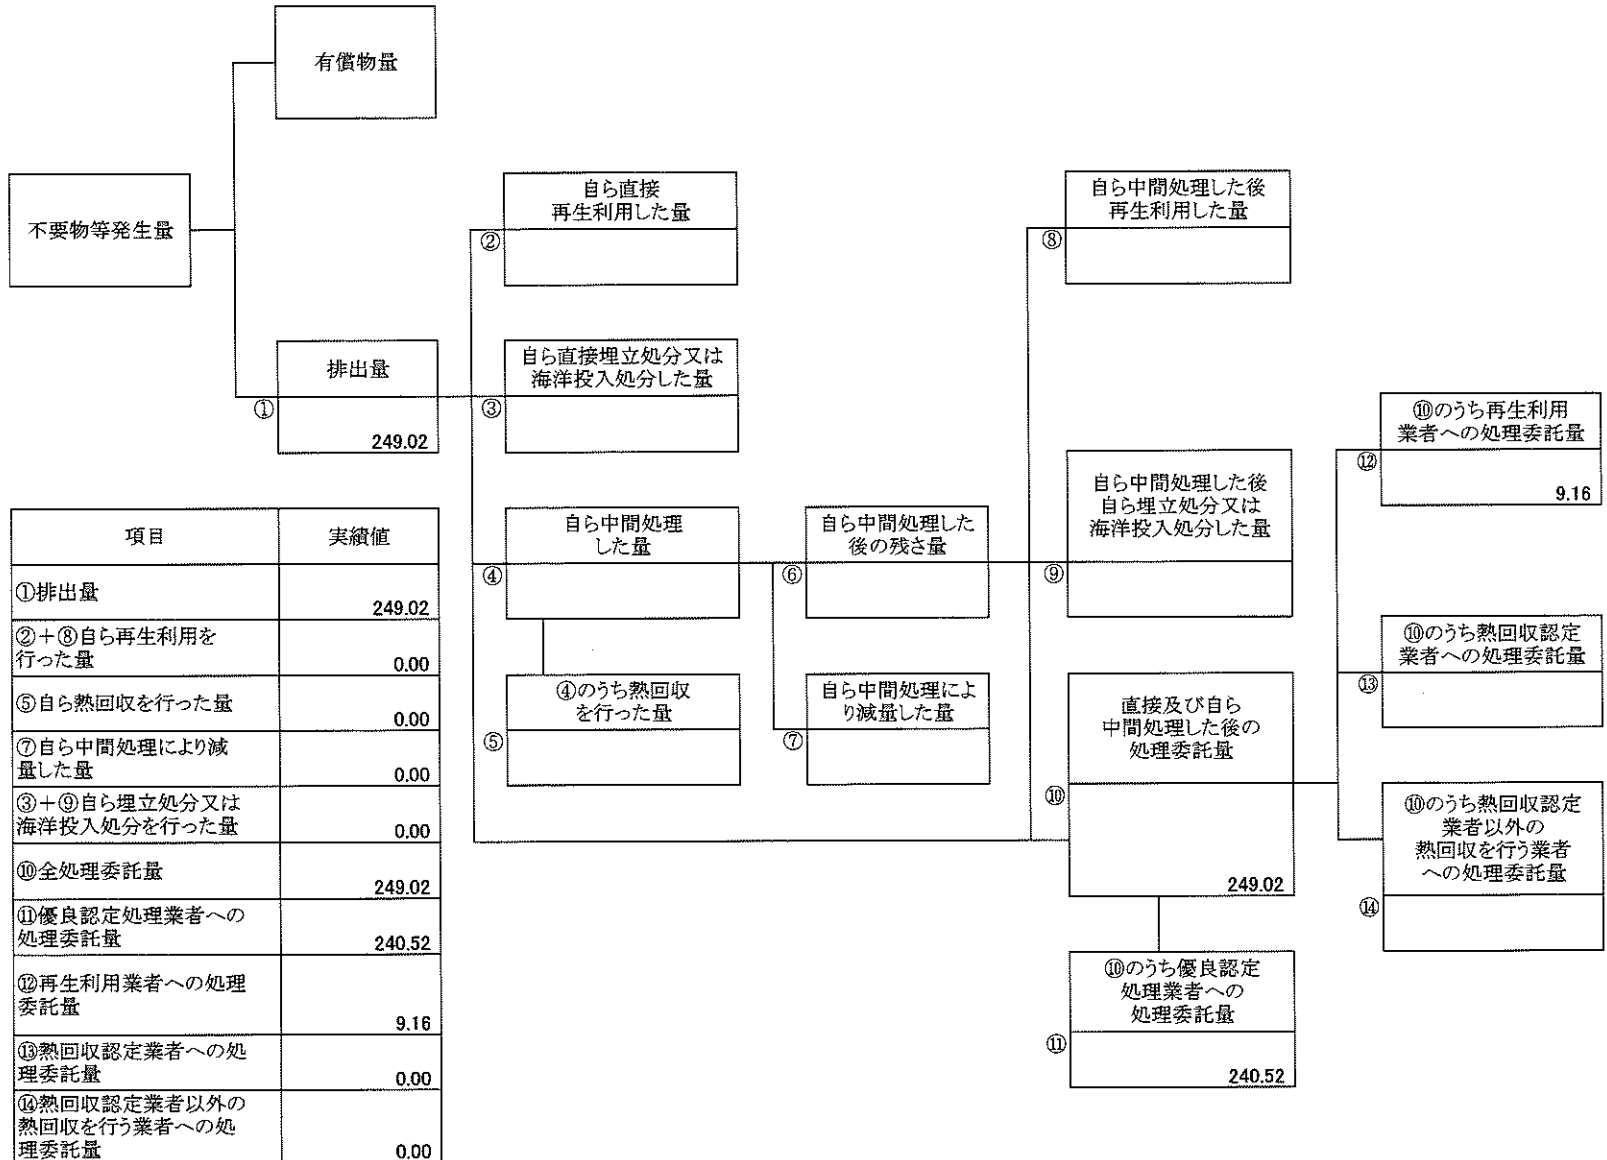 有償物量
不要物等発生量
排出量
①
249.02
自ら直接
再生利用した量
②
自ら直接埋立処分又は
海洋投入処分した量
③
自ら中間処理
した量
④
④のうち熱回収
を行った量
⑤
自ら中間処理した
後の残さ量
⑥
自ら中間処理によ
り減量した量
⑦
自ら中間処理した後
再生利用した量
⑧
自ら中間処理した後
自ら埋立処分又は
海洋投入処分した量
⑨
直接及び自ら
中間処理した後の
処理委託量
⑩
249.02
⑩のうち優良認定
処理業者への
処理委託量
⑪
240.52
⑩のうち再生利用
業者への処理委託量
⑫
9.16
⑩のうち熱回収認定
業者への処理委託量
⑬
⑩のうち熱回収認定
業者以外の
熱回収を行う業者
への処理委託量
⑭
項目 実績値
①排出量
249.02
②+⑧自ら再生利用を
行った量
0.00
⑤自ら熱回収を行った量
0.00
⑦自ら中間処理により減
量した量
0.00
③+⑨自ら埋立処分又は
海洋投入処分を行った量
0.00
⑩全処理委託量
249.02
⑪優良認定処理業者への
処理委託量
240.52
⑫再生利用業者への処理
委託量
9.16
⑬熱回収認定業者への処
理委託量
0.00
⑭熱回収認定業者以外の
熱回収を行う業者への処
理委託量
0.00